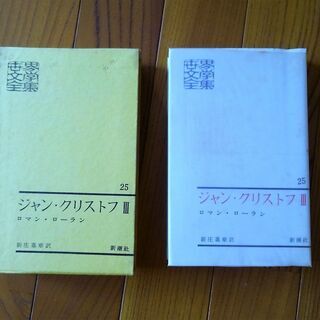 世界
文学
全集
25
ジャン・クリストフ III
ロマン・ローラン
新庄嘉章訳 新潮社
世界
文学
全集
25
ジャン・クリストフ III
ロマン・ローラン
新庄嘉章訳 新潮社